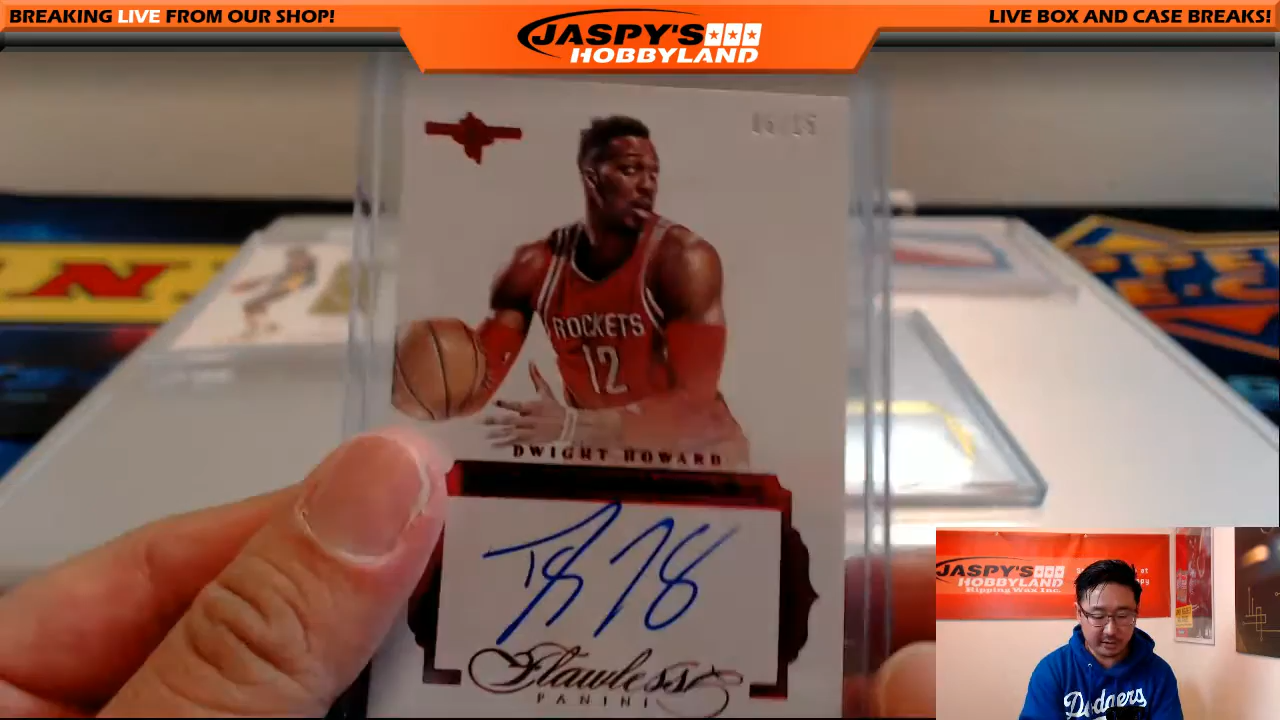 BREAKING LIVE FROM OUR SHOP!
JASPY'S
HOBBYLAND
LIVE BOX AND CASE BREAKS!
ROCKETS
12
DWIGHT HOWARD
Flawless
PANINI
JASPY'S
HOBBYLAND
Ripping Wax Inc.
Dodgers